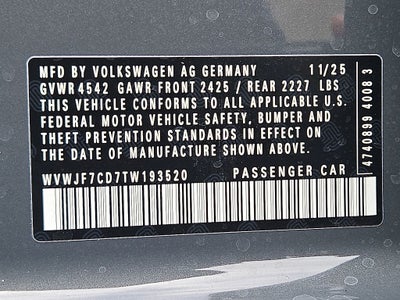 MFD BY VOLKSWAGEN AG GERMANY 11/25
GVWR 4542 GAWR FRONT 2425 / REAR 2227 LBS
THIS VEHICLE CONFORMS TO ALL APPLICABLE U.S.
FEDERAL MOTOR VEHICLE SAFETY, BUMPER AND
THEFT PREVENTION STANDARDS IN EFFECT ON
THE DATE OF MANUFACTURE SHOWN ABOVE.
WVWJF7CD7TW193520 PASSENGER CAR
4740899 4008 3